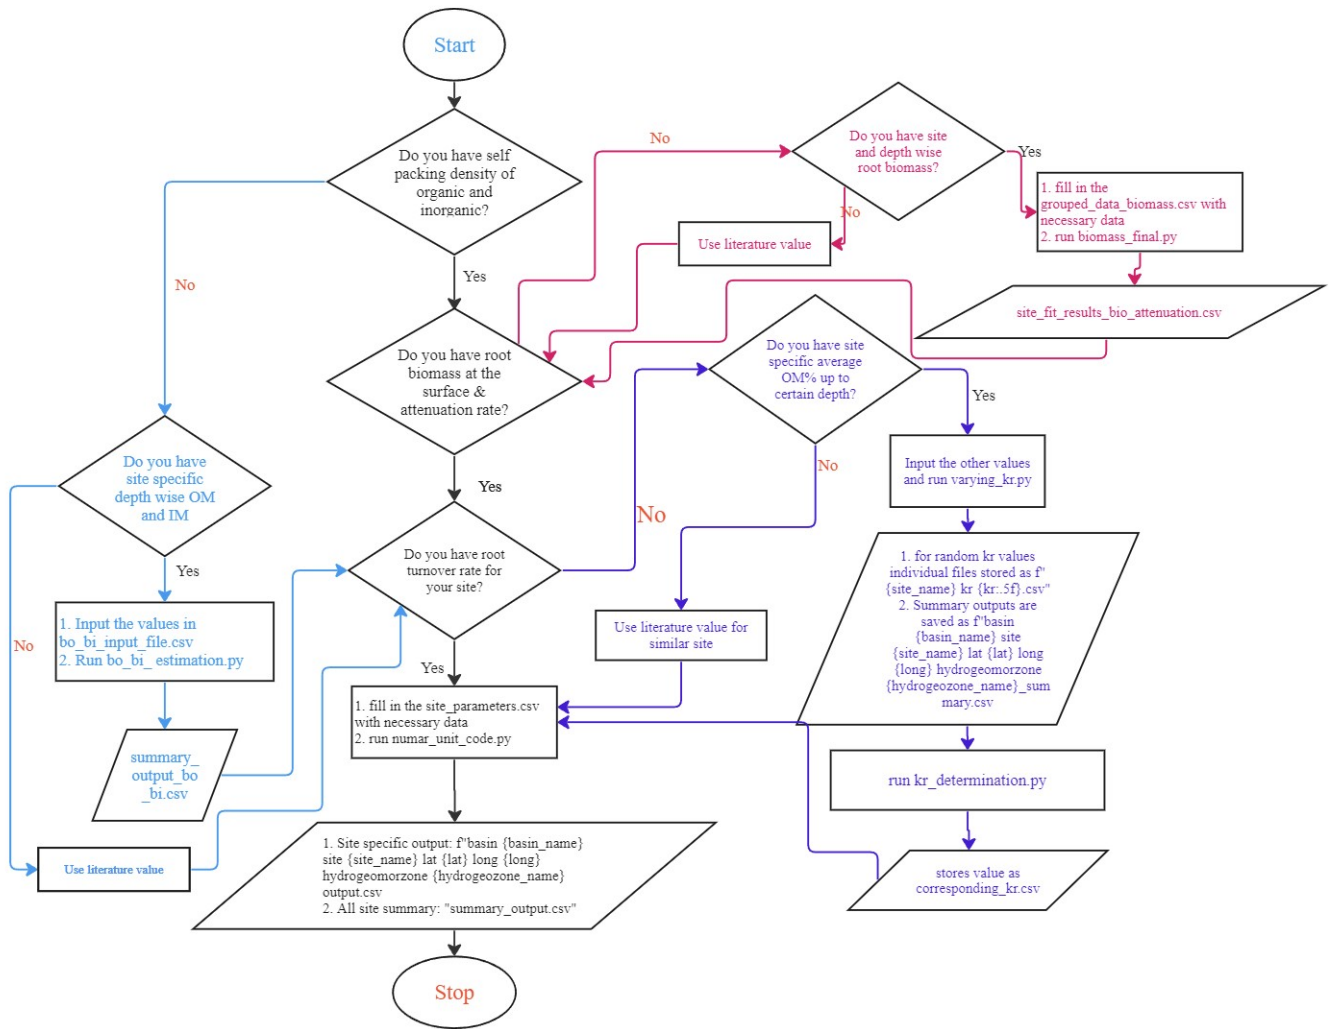 Start
Do you have self
packing density of
organic and
inorganic?
No
Yes
No
Do you have site
and depth wise
root biomass?
Yes
No
Use literature value
1. fill in the
grouped_data_biomass.csv with
necessary data
2. run biomass_final.py
site_fit_results_bio_attenuation.csv
Do you have root
biomass at the
surface &
attenuation rate?
Yes
Do you have site
specific average
OM% up to
certain depth?
Yes
No
Input the other values
and run varying_kr.py
Do you have
site specific
depth wise OM
and IM
Yes
No
1. Input the values in
bo_bi_input_file.csv
2. Run bo_bi_ estimation.py
summary_
output_bo
_bi.csv
Use literature value
Do you have root
turnover rate for
your site?
No
Yes
Use literature value for
similar site
1. for random kr values
individual files stored as f"
{site_name} kr {kr:.5f}.csv"
2. Summary outputs are
saved as f"basin
{basin_name} site
{site_name} lat {lat} long
{long} hydrogeomorzone
{hydrogeozone_name}_sum
mary.csv
run kr_determination.py
stores value as
corresponding_kr.csv
1. fill in the site_parameters.csv
with necessary data
2. run numar_unit_code.py
1. Site specific output: f"basin {basin_name}
site {site_name} lat {lat} long {long}
hydrogeomorzone {hydrogeozone_name}
output.csv
2. All site summary: "summary_output.csv"
Stop